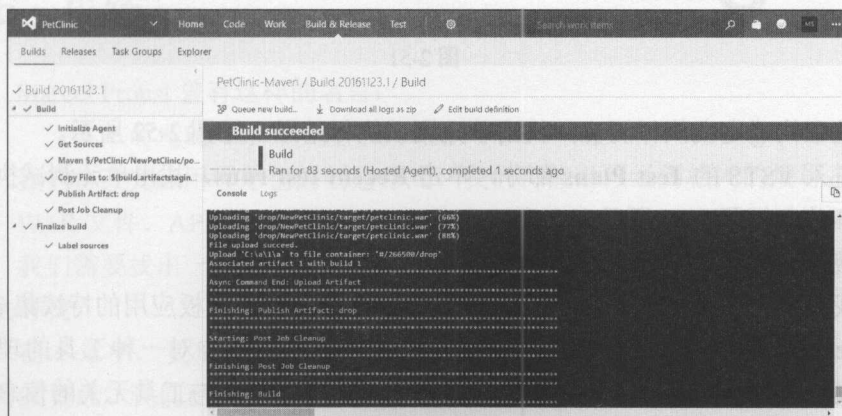 PetClinic Home Code Work Build & Release Test Search work items
Builds Releases Task Groups Explorer
Build 20161123.1
Build
Initialize Agent
Get Sources
Maven $/PetClinic/NewPetClinic/po...
Copy Files to: $(build.artifactstagin...
Publish Artifact: drop
Post Job Cleanup
Finalize build
Label sources
PetClinic-Maven / Build 20161123.1 / Build
Queue new build... Download all logs as zip Edit build definition
Build succeeded
Build
Ran for 83 seconds (Hosted Agent), completed 1 seconds ago
Console Logs
Uploading 'drop/NewPetClinic/target/petclinic.war' (66%)
Uploading 'drop/NewPetClinic/target/petclinic.war' (77%)
Uploading 'drop/NewPetClinic/target/petclinic.war' (88%)
File upload succeed.
Upload 'C:\a\1\a' to file container: '#/266500/drop'
Associated artifact 1 with build 1
Async Command End: Upload Artifact
Finishing: Publish Artifact: drop
Starting: Post Job Cleanup
Finishing: Post Job Cleanup
Finishing: Build